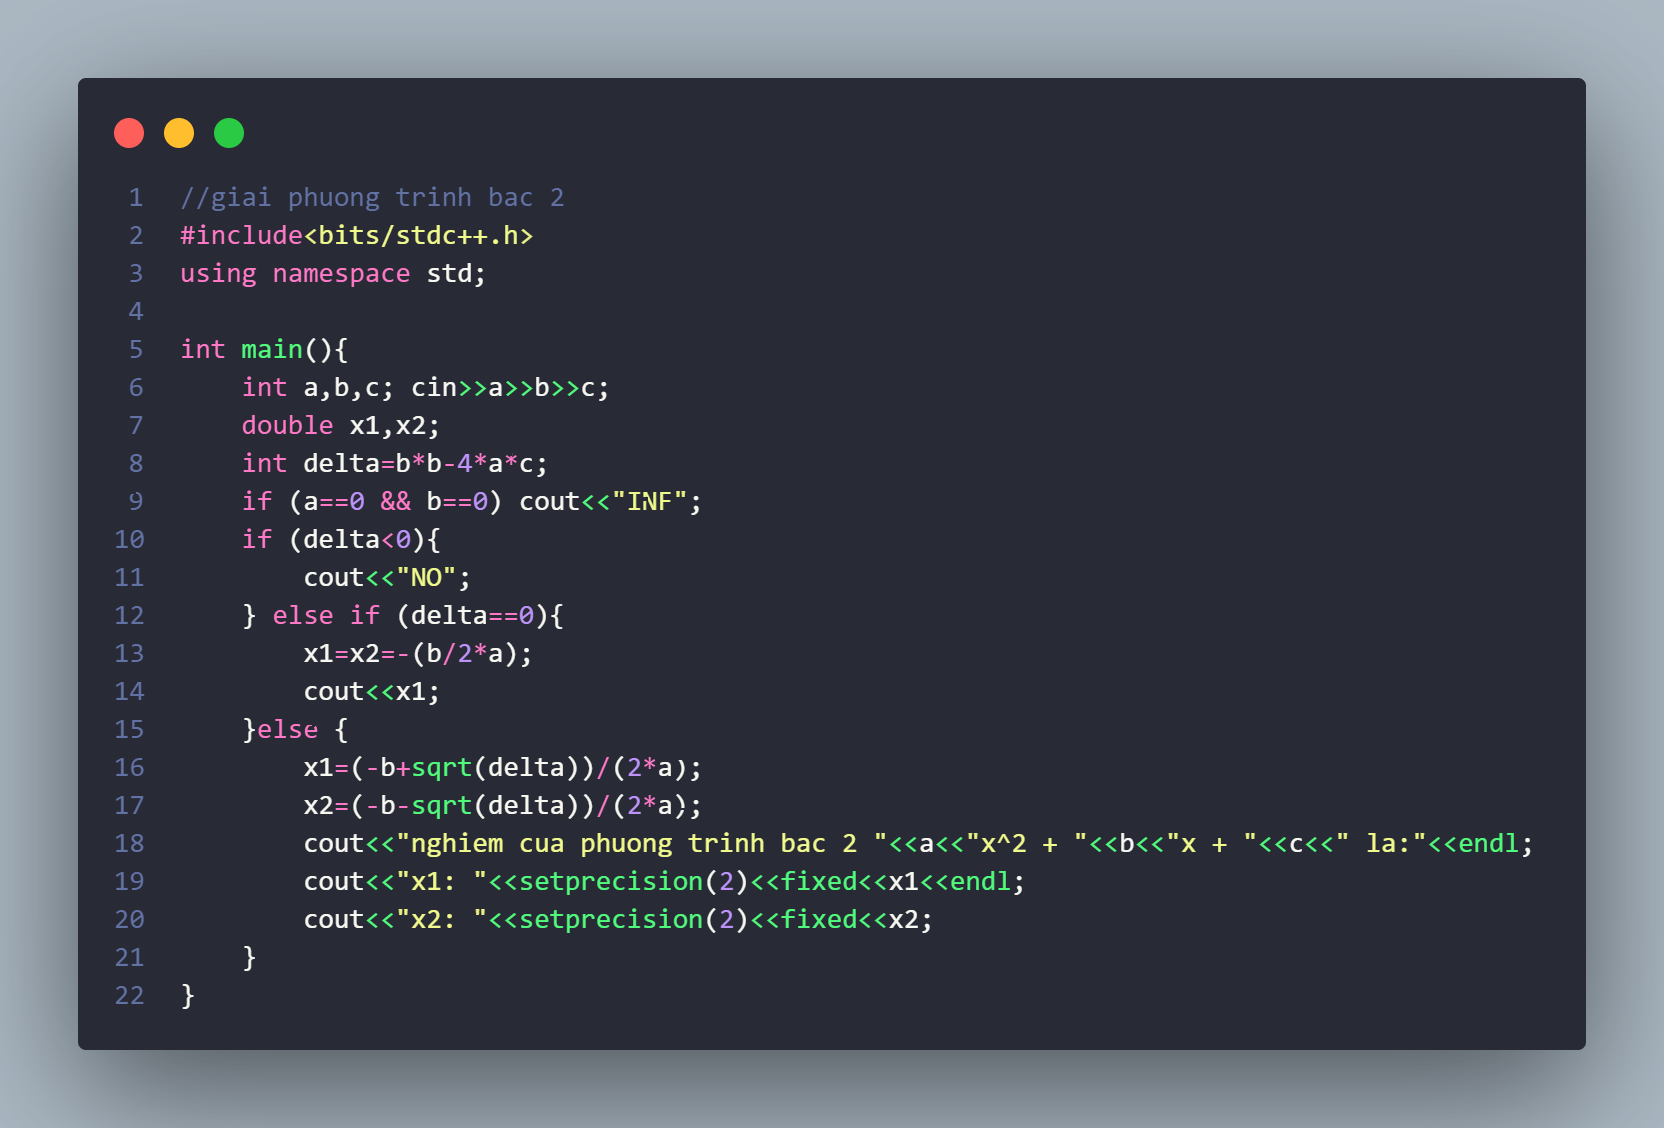 1 //giai phuong trinh bac 2
2 #include<bits/stdc++.h>
3 using namespace std;
4
5 int main(){
6     int a,b,c; cin>>a>>b>>c;
7     double x1,x2;
8     int delta=b*b-4*a*c;
9     if (a==0 && b==0) cout<<"INF";
10     if (delta<0){
11         cout<<"NO";
12     } else if (delta==0){
13         x1=x2=-(b/2*a);
14         cout<<x1;
15     }else {
16         x1=(-b+sqrt(delta))/(2*a);
17         x2=(-b-sqrt(delta))/(2*a);
18         cout<<"nghiem cua phuong trinh bac 2 "<<a<<"x^2 + "<<b<<"x + "<<c<<" la:"<<endl;
19         cout<<"x1: "<<setprecision(2)<<fixed<<x1<<endl;
20         cout<<"x2: "<<setprecision(2)<<fixed<<x2;
21     }
22 }